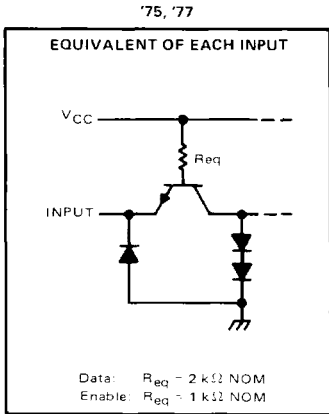 '75, '77
EQUIVALENT OF EACH INPUT
VCC
Req
INPUT
Data: Req = 2 kΩ NOM
Enable: Req = 1 kΩ NOM